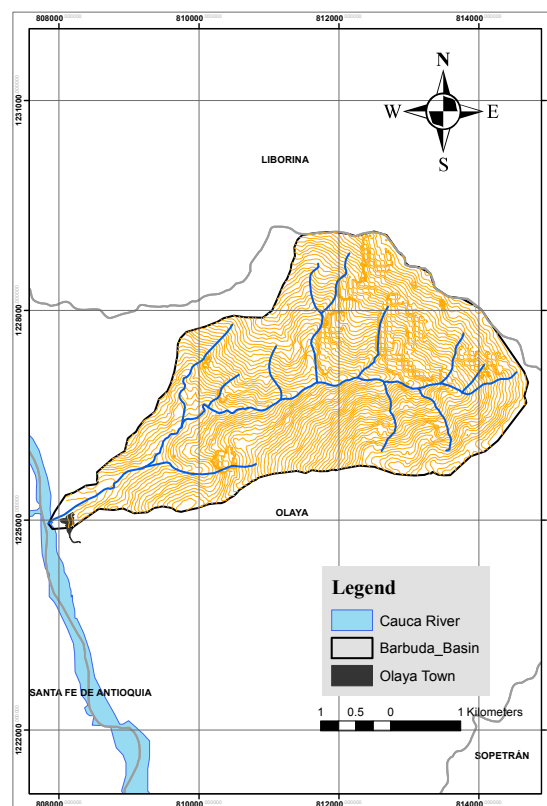 808000 810000 812000 814000
N
W E
S
1231000
LIBORINA
1228000
OLAYA
1225000
Legend
Cauca River
Barbuda_Basin
Olaya Town
SANTA FE DE ANTIOQUIA
1 0.5 0 1 Kilometers
1222000
SOPETRÁN
808000 810000 812000 814000